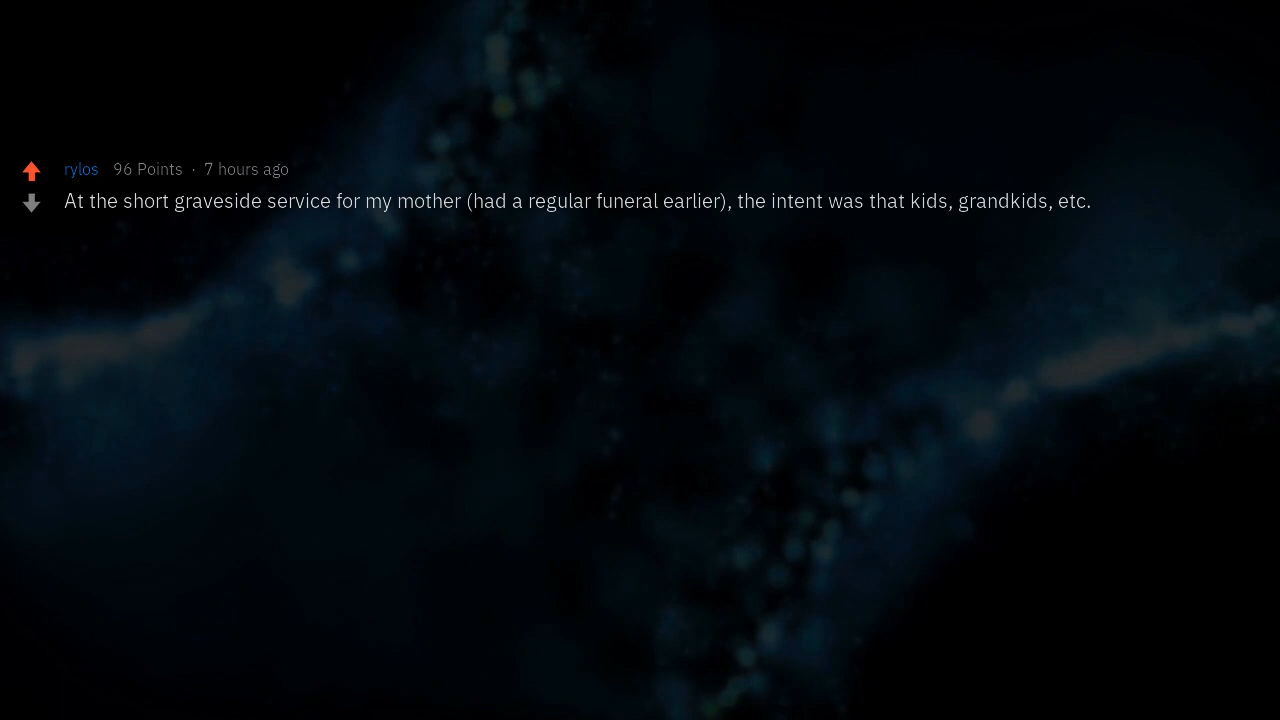 rylos 96 Points · 7 hours ago
At the short graveside service for my mother (had a regular funeral earlier), the intent was that kids, grandkids, etc.